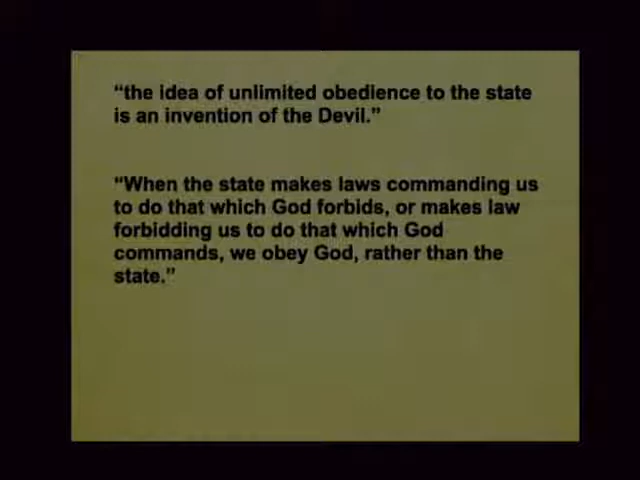 “the idea of unlimited obedience to the state
is an invention of the Devil.”
“When the state makes laws commanding us
to do that which God forbids, or makes law
forbidding us to do that which God
commands, we obey God, rather than the
state.”